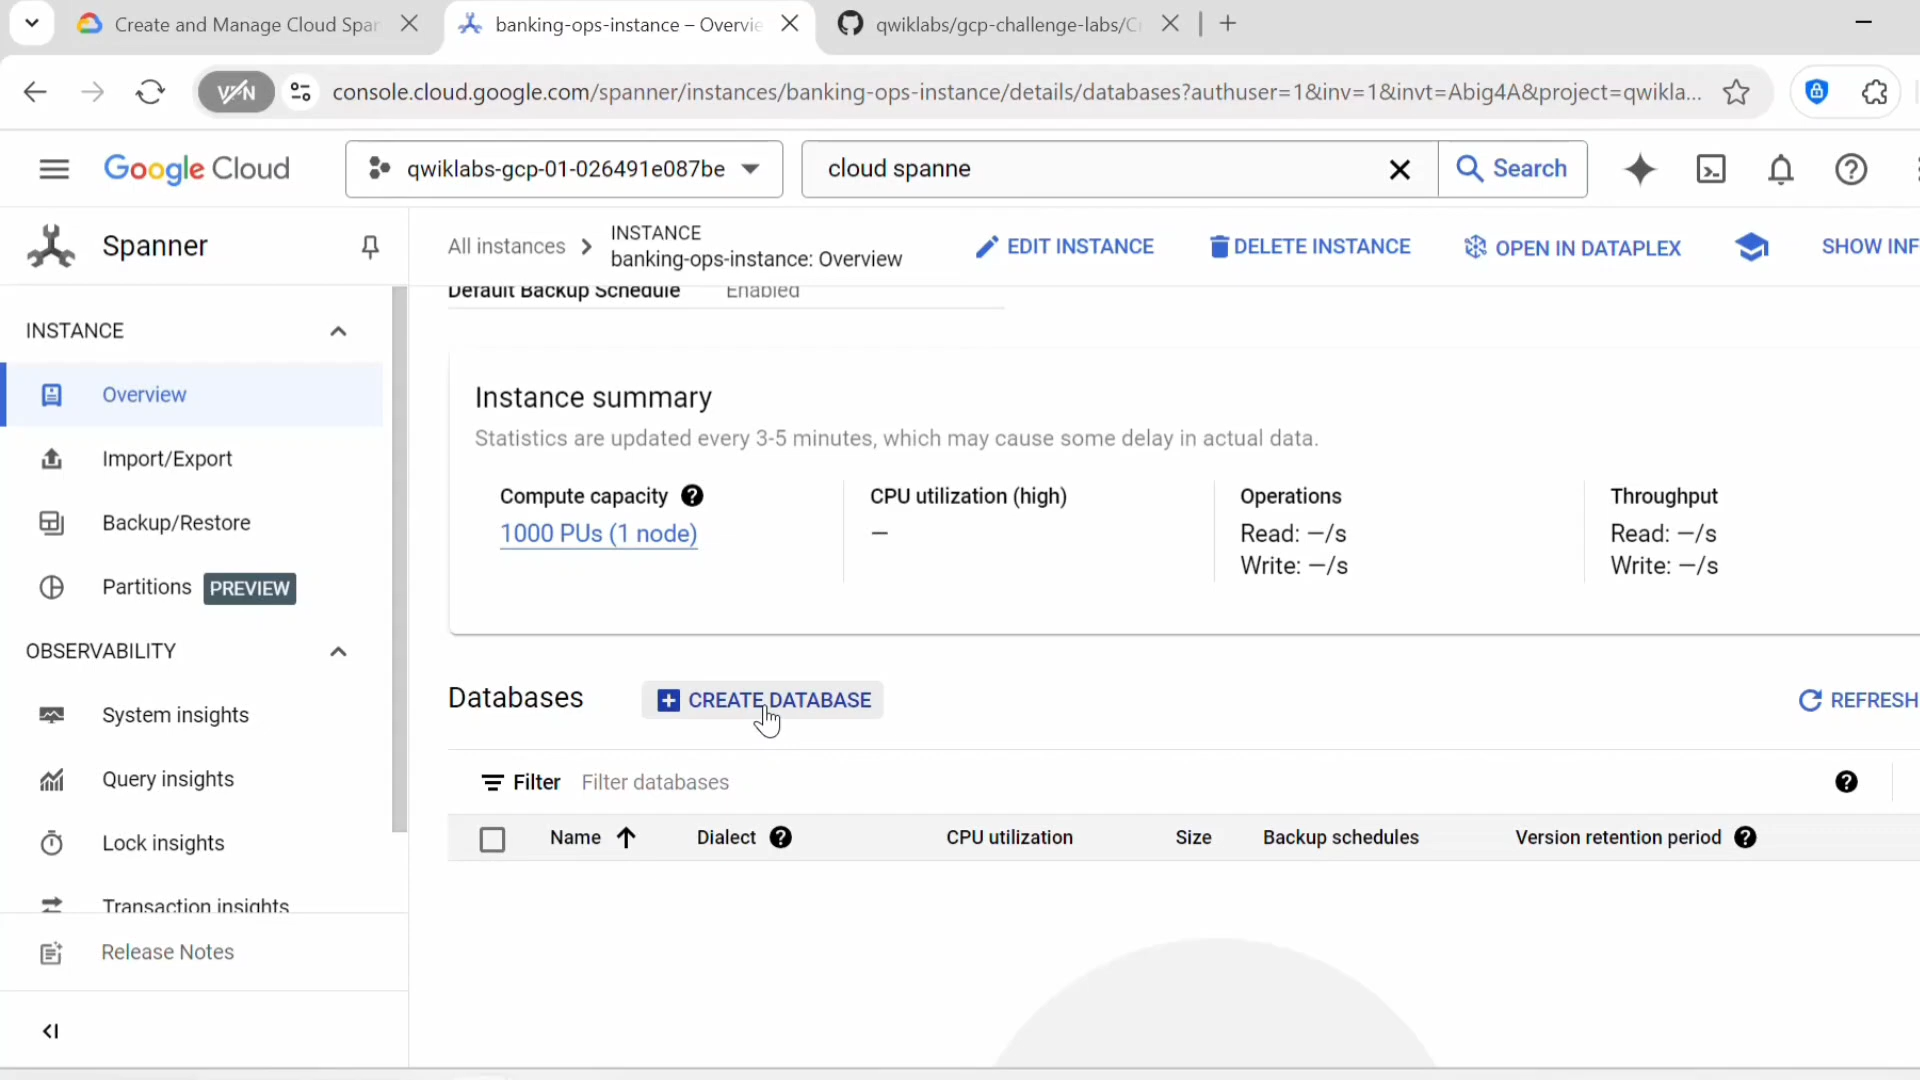 Create and Manage Cloud Span
banking-ops-instance – Overvie
qwiklabs/gcp-challenge-labs/C
VPN
console.cloud.google.com/spanner/instances/banking-ops-instance/details/databases?authuser=1&inv=1&invt=Abig4A&project=qwikla...
Google Cloud
qwiklabs-gcp-01-026491e087be
cloud spanne
Search
Spanner
All instances
INSTANCE
banking-ops-instance: Overview
EDIT INSTANCE
DELETE INSTANCE
OPEN IN DATAPLEX
SHOW INF
INSTANCE
Overview
Import/Export
Backup/Restore
Partitions PREVIEW
OBSERVABILITY
System insights
Query insights
Lock insights
Transaction insights
Release Notes
Default Backup Schedule Enabled
Instance summary
Statistics are updated every 3-5 minutes, which may cause some delay in actual data.
Compute capacity
1000 PUs (1 node)
CPU utilization (high)
—
Operations
Read: —/s
Write: —/s
Throughput
Read: —/s
Write: —/s
Databases
CREATE DATABASE
REFRESH
Filter Filter databases
Name Dialect CPU utilization Size Backup schedules Version retention period